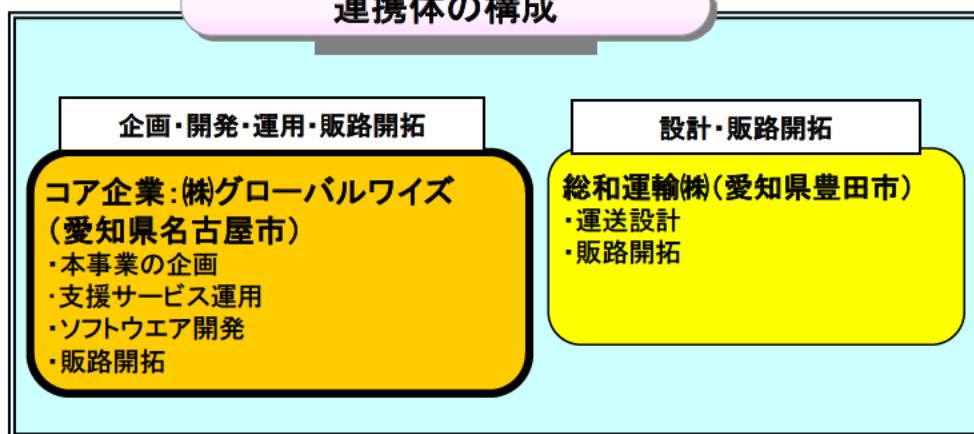 連携体の構成
企画・開発・運用・販路開拓
コア企業:㈱グローバルワイズ
(愛知県名古屋市)
・本事業の企画
・支援サービス運用
・ソフトウエア開発
・販路開拓
設計・販路開拓
総和運輸㈱(愛知県豊田市)
・運送設計
・販路開拓